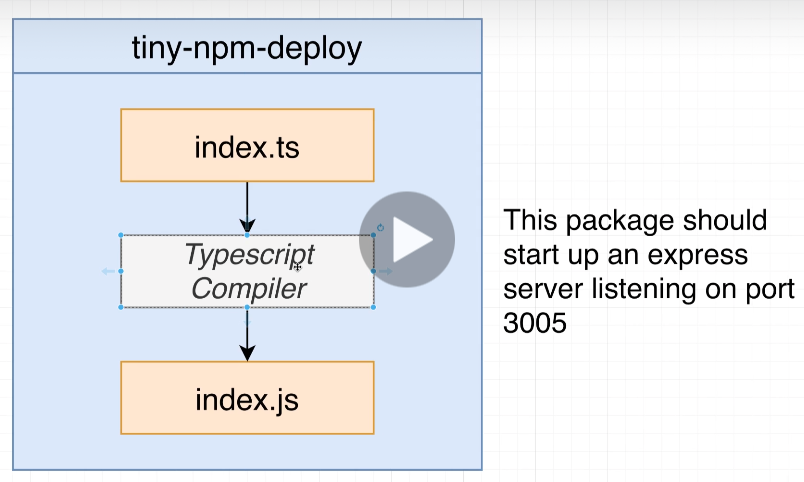 tiny-npm-deploy
index.ts
Typescript
Compiler
index.js
This package should
start up an express
server listening on port
3005